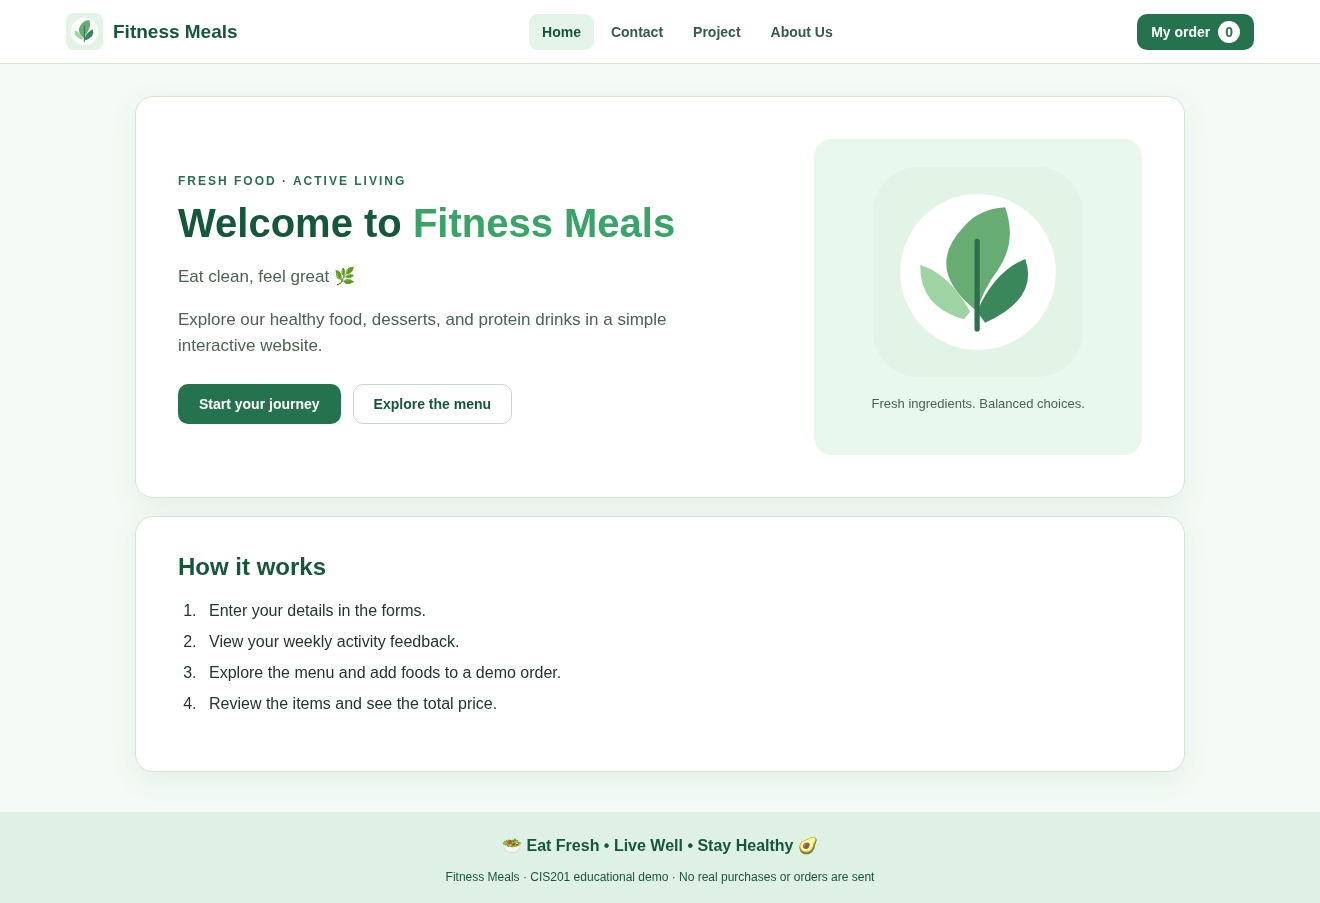 Fitness Meals
Home
Contact
Project
About Us
My order 0
FRESH FOOD · ACTIVE LIVING
Welcome to Fitness Meals
Eat clean, feel great 🌿
Explore our healthy food, desserts, and protein drinks in a simple
interactive website.
Start your journey
Explore the menu
Fresh ingredients. Balanced choices.
How it works
1. Enter your details in the forms.
2. View your weekly activity feedback.
3. Explore the menu and add foods to a demo order.
4. Review the items and see the total price.
🥗 Eat Fresh • Live Well • Stay Healthy 🥑
Fitness Meals · CIS201 educational demo · No real purchases or orders are sent